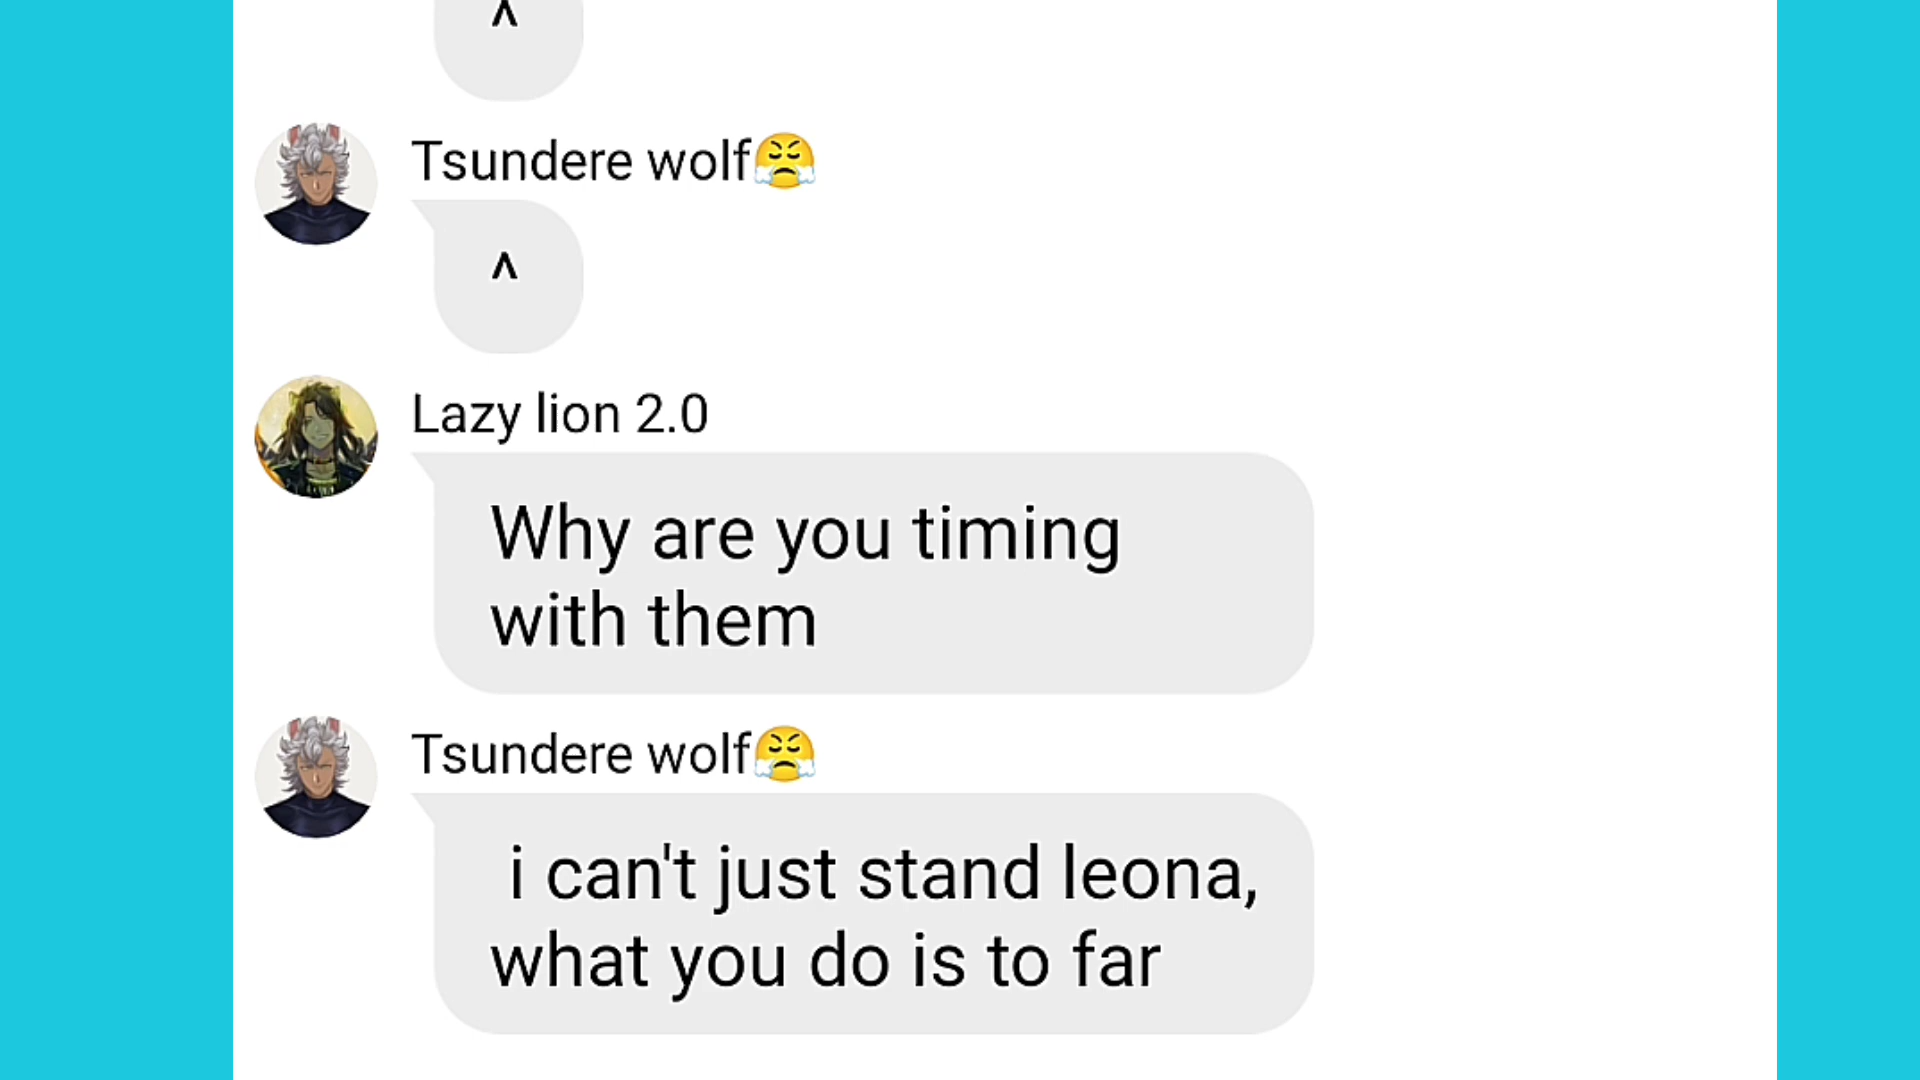 ^
Tsundere wolf😤
^
Lazy lion 2.0
Why are you timing
with them
Tsundere wolf😤
i can't just stand leona,
what you do is to far